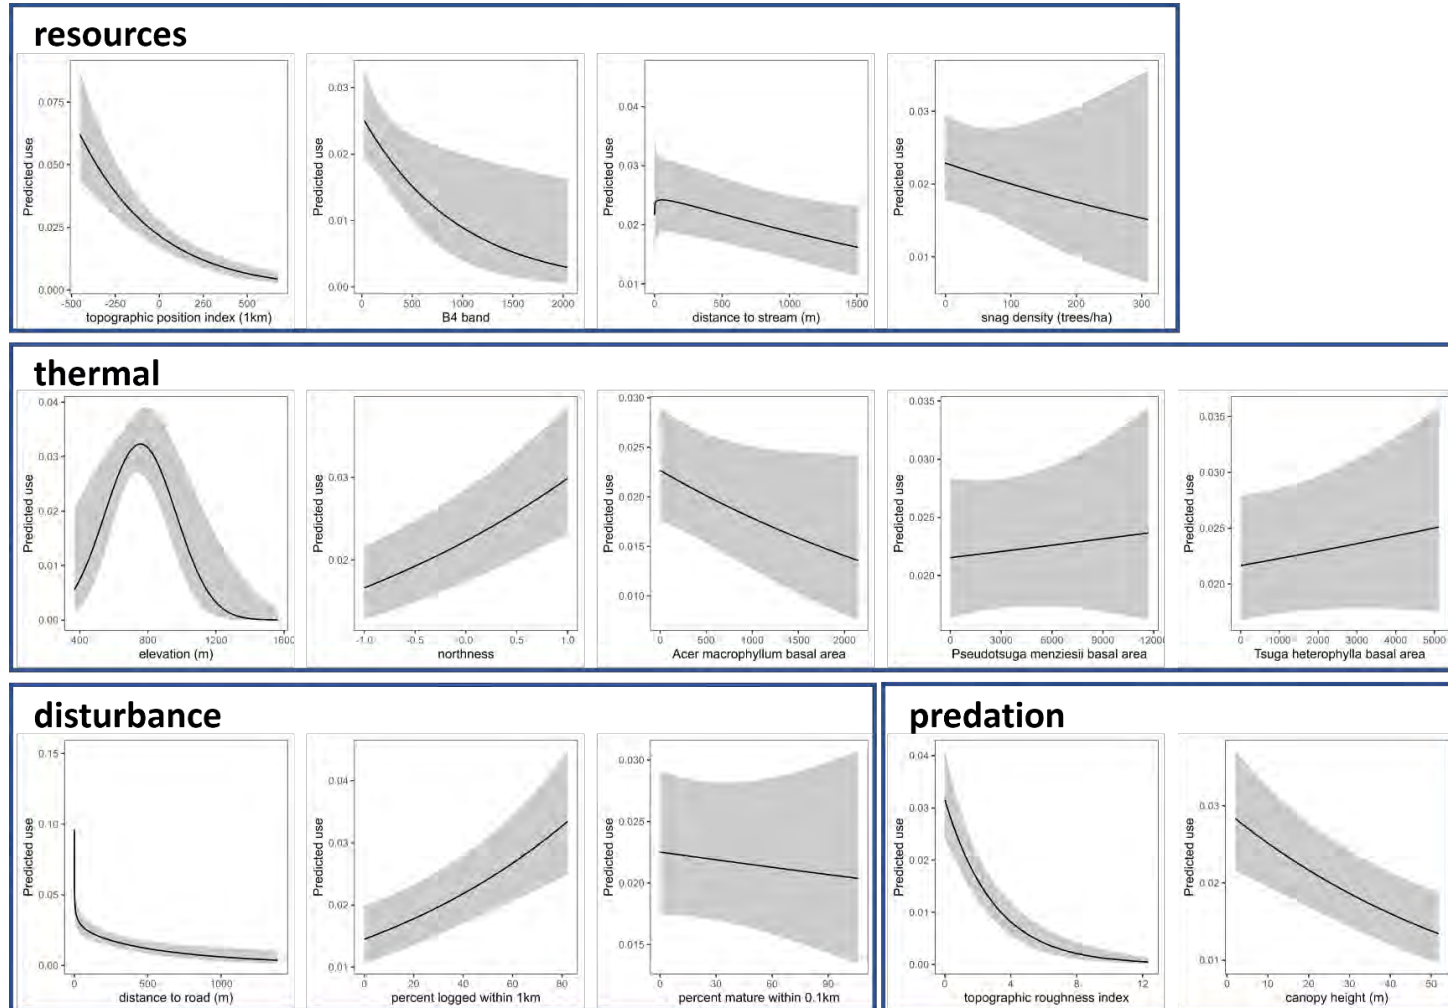 resources
Predicted use
0.075
0.050
0.025
0.000
-500 -250 0 250 500
topographic position index (1km)
Predicted use
0.03
0.02
0.01
0.00
0 500 1000 1500 2000
B4 band
Predicted use
0.04
0.03
0.02
0.01
0 500 1000 1500
distance to stream (m)
Predicted use
0.03
0.02
0.01
0 100 200 300
snag density (trees/ha)
thermal
Predicted use
0.04
0.03
0.02
0.01
0.00
400 800 1200 1600
elevation (m)
Predicted use
0.03
0.02
-1.0 -0.5 0.0 0.5 1.0
northness
Predicted use
0.030
0.025
0.020
0.015
0.010
0 500 1000 1500 2000
Acer macrophyllum basal area
Predicted use
0.035
0.030
0.025
0.020
0 3000 6000 9000 12000
Pseudotsuga menziesii basal area
Predicted use
0.035
0.030
0.025
0.020
0 1000 2000 3000 4000 5000
Tsuga heterophylla basal area
disturbance
Predicted use
0.15
0.10
0.05
0.00
0 500 1000
distance to road (m)
Predicted use
0.04
0.03
0.02
0.01
0 20 40 60 80
percent logged within 1km
Predicted use
0.030
0.025
0.020
0.015
0 30 60 90
percent mature within 0.1km
predation
Predicted use
0.04
0.03
0.02
0.01
0.00
0 4 8 12
topographic roughness index
Predicted use
0.03
0.02
0.01
0 10 20 30 40 50
canopy height (m)